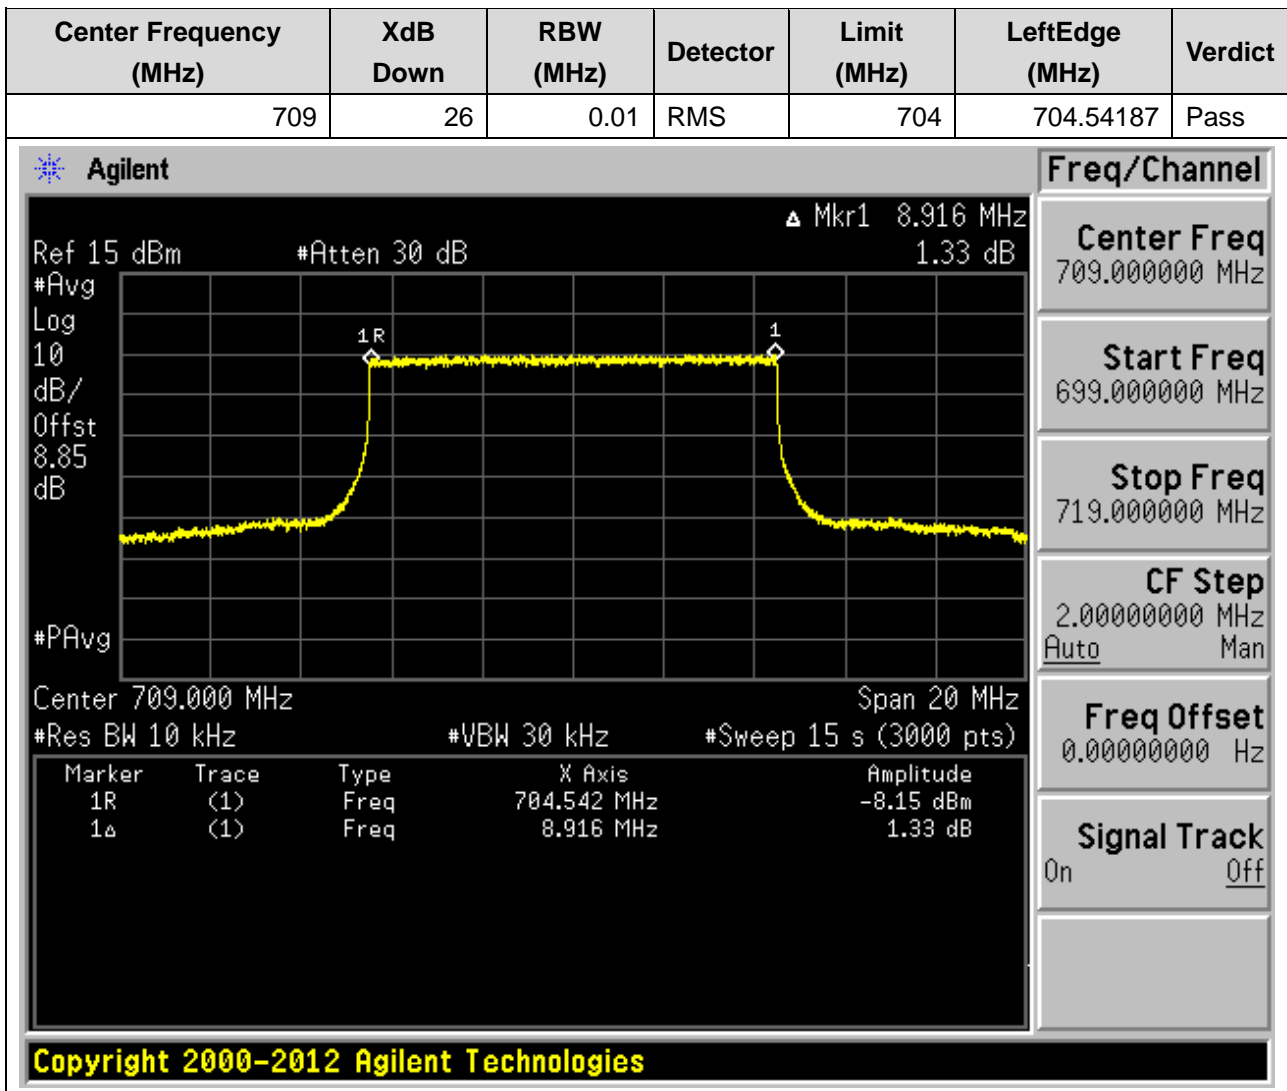 Center Frequency (MHz) XdB Down RBW (MHz) Detector Limit (MHz) LeftEdge (MHz) Verdict
709 26 0.01 RMS 704 704.54187 Pass
Agilent
Freq/Channel
Δ Mkr1 8.916 MHz
Ref 15 dBm #Atten 30 dB 1.33 dB
#Avg
Log
10
dB/
Offst
8.85
dB
1R
1
#PAvg
Center 709.000 MHz Span 20 MHz
#Res BW 10 kHz #VBW 30 kHz #Sweep 15 s (3000 pts)
Marker Trace Type X Axis Amplitude
1R (1) Freq 704.542 MHz -8.15 dBm
1Δ (1) Freq 8.916 MHz 1.33 dB
Center Freq
709.000000 MHz
Start Freq
699.000000 MHz
Stop Freq
719.000000 MHz
CF Step
2.00000000 MHz
Auto Man
Freq Offset
0.00000000 Hz
Signal Track
On Off
Copyright 2000-2012 Agilent Technologies